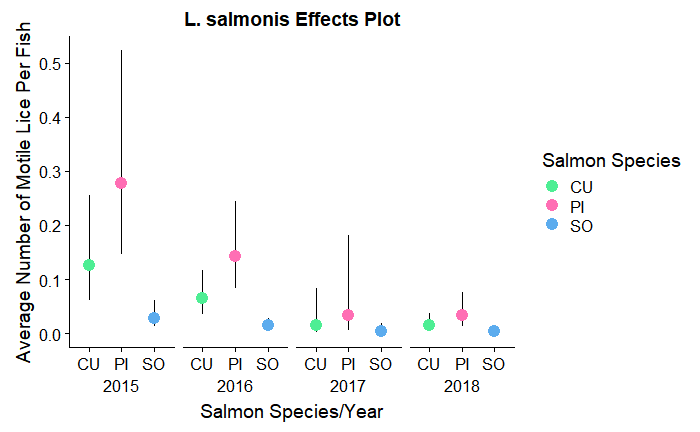 L. salmonis Effects Plot
Average Number of Motile Lice Per Fish
0.5
0.4
0.3
0.2
0.1
0.0
CU PI SO CU PI SO CU PI SO CU PI SO
2015 2016 2017 2018
Salmon Species/Year
Salmon Species
CU
PI
SO